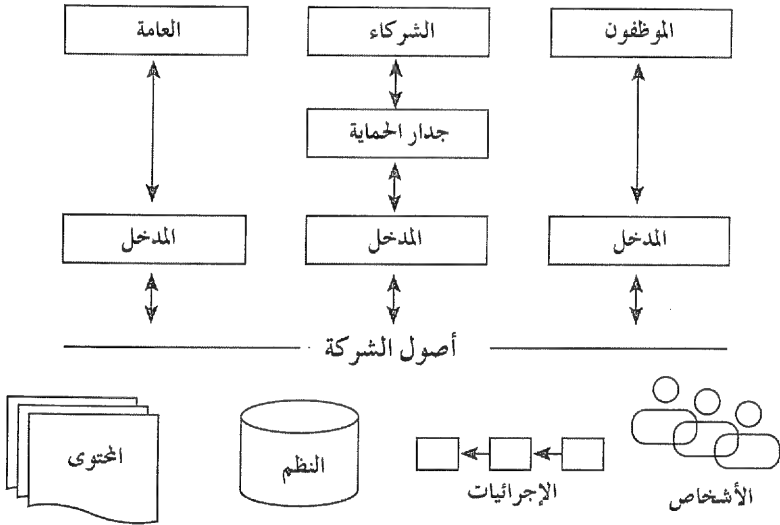 الموظفون
الشركاء
العامة
جدار الحماية
المدخل
المدخل
المدخل
أصول الشركة
الأشخاص
الإجرائيات
النظم
المحتوى